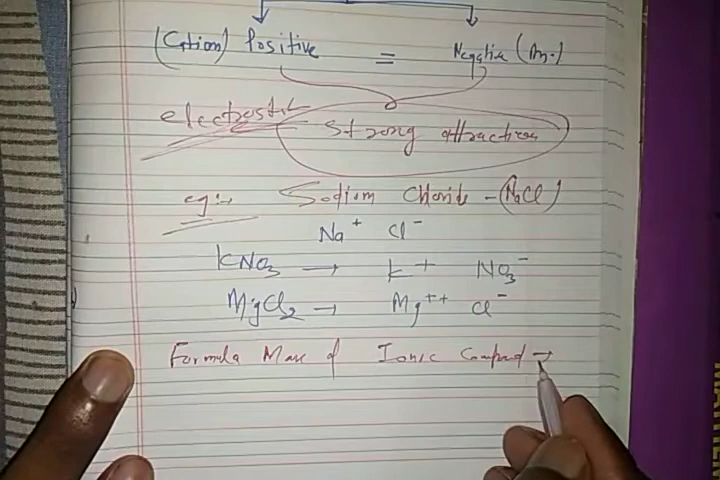 (Cation) Positive = Negative (An-)
electrostatic
Strong attraction
eg:- Sodium Chloride - (NaCl)
Na+ Cl-
KNO3 → K+ NO3-
MgCl2 → Mg++ Cl-
Formula Mass of Ionic Compound →